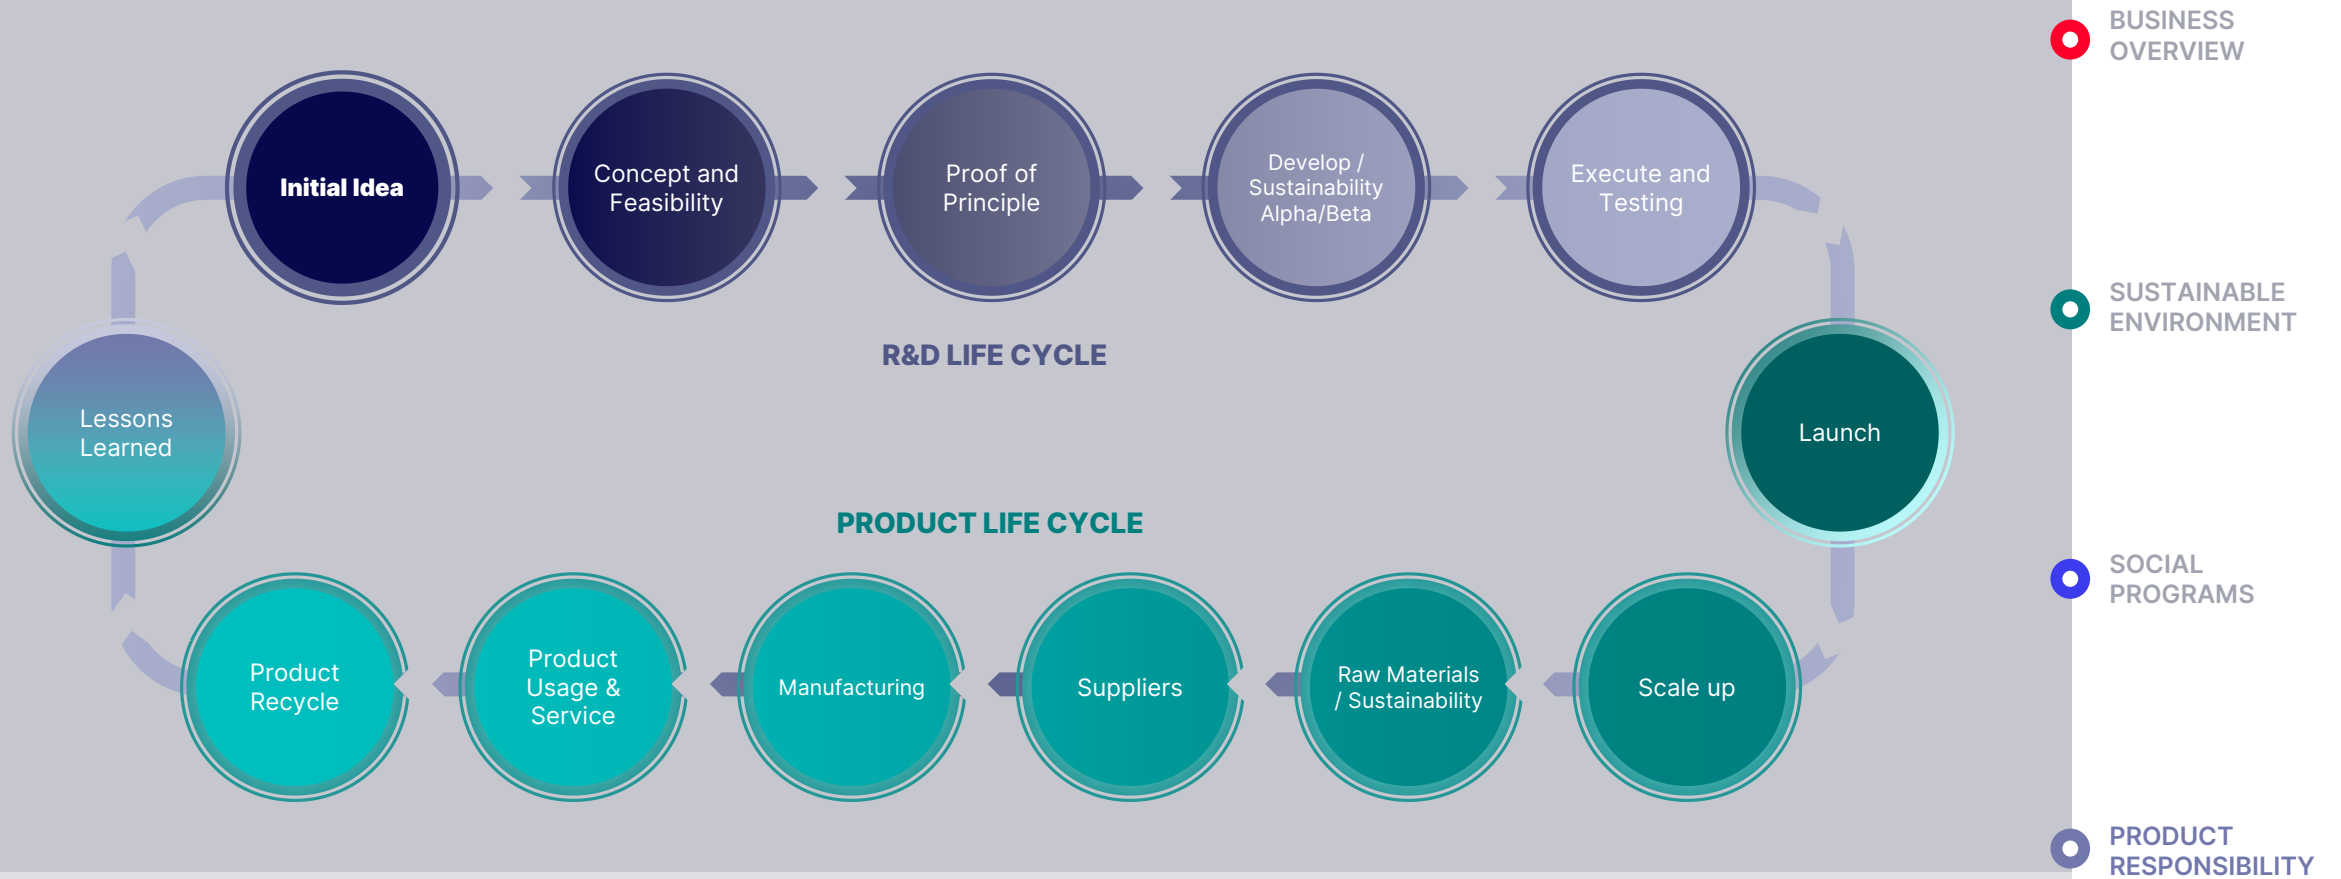 BUSINESS
OVERVIEW
Initial Idea
Concept and
Feasibility
Proof of
Principle
Develop /
Sustainability
Alpha/Beta
Execute and
Testing
SUSTAINABLE
ENVIRONMENT
R&D LIFE CYCLE
Lessons
Learned
Launch
PRODUCT LIFE CYCLE
SOCIAL
PROGRAMS
Product
Recycle
Product
Usage &
Service
Manufacturing
Suppliers
Raw Materials
/ Sustainability
Scale up
PRODUCT
RESPONSIBILITY